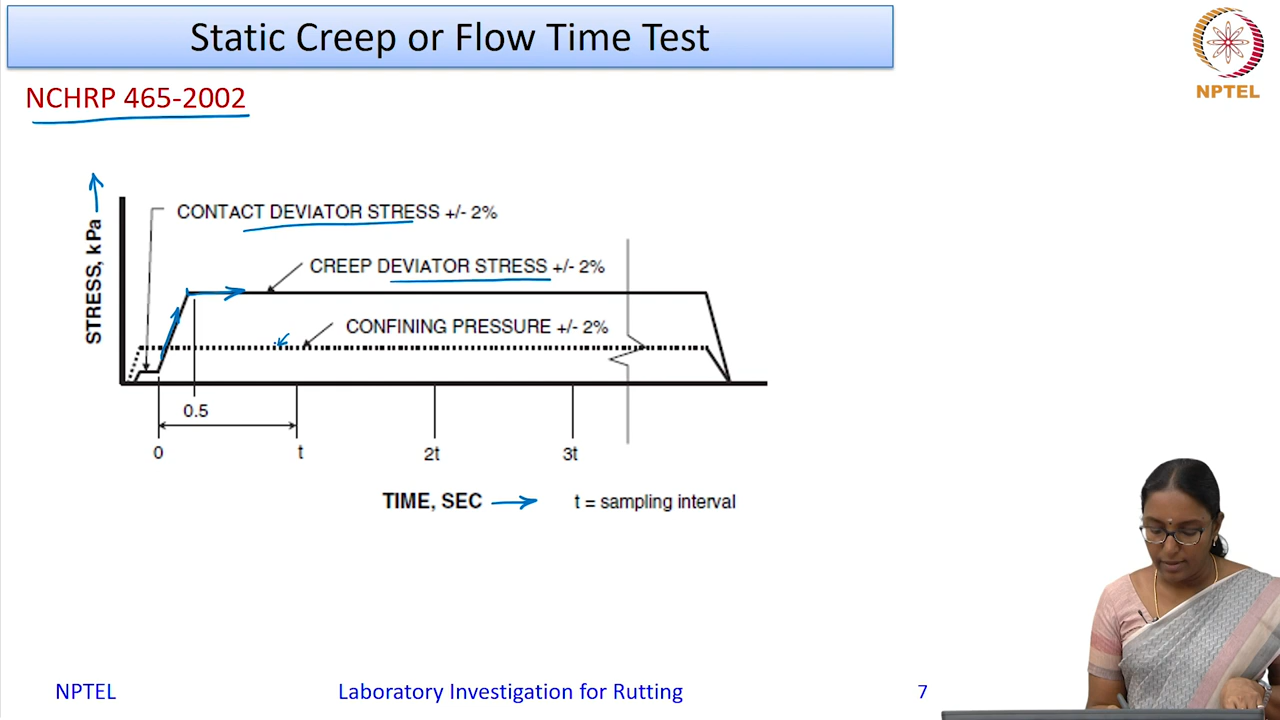 Static Creep or Flow Time Test
NPTEL
NCHRP 465-2002
CONTACT DEVIATOR STRESS +/- 2%
CREEP DEVIATOR STRESS +/- 2%
CONFINING PRESSURE +/- 2%
STRESS, kPa
0.5
0
t
2t
3t
TIME, SEC
t = sampling interval
NPTEL
Laboratory Investigation for Rutting
7